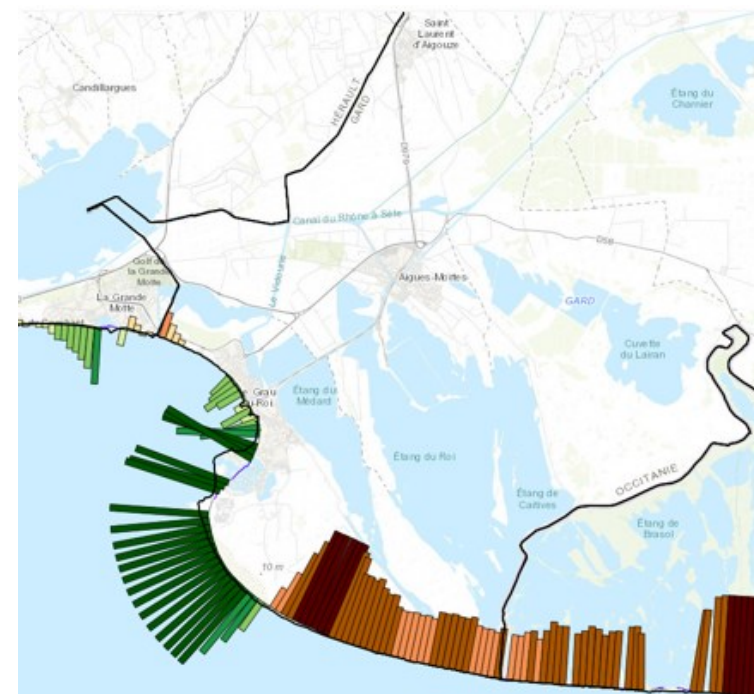 Saint
Laurent
d'Aigouze
Candillargues
Étang du
Charnier
HÉRAULT
GARD
D979
Canal du Rhône à Sète
D58
Golf de
la Grande
Motte
Le Vidourle
Aigues-Mortes
La Grande
Motte
GARD
Cuvette
du Lairan
Étang du
Médard
Grau
Étang du Roi
OCCITANIE
Étang de
Caitives
Étang de
Brasol
10 m